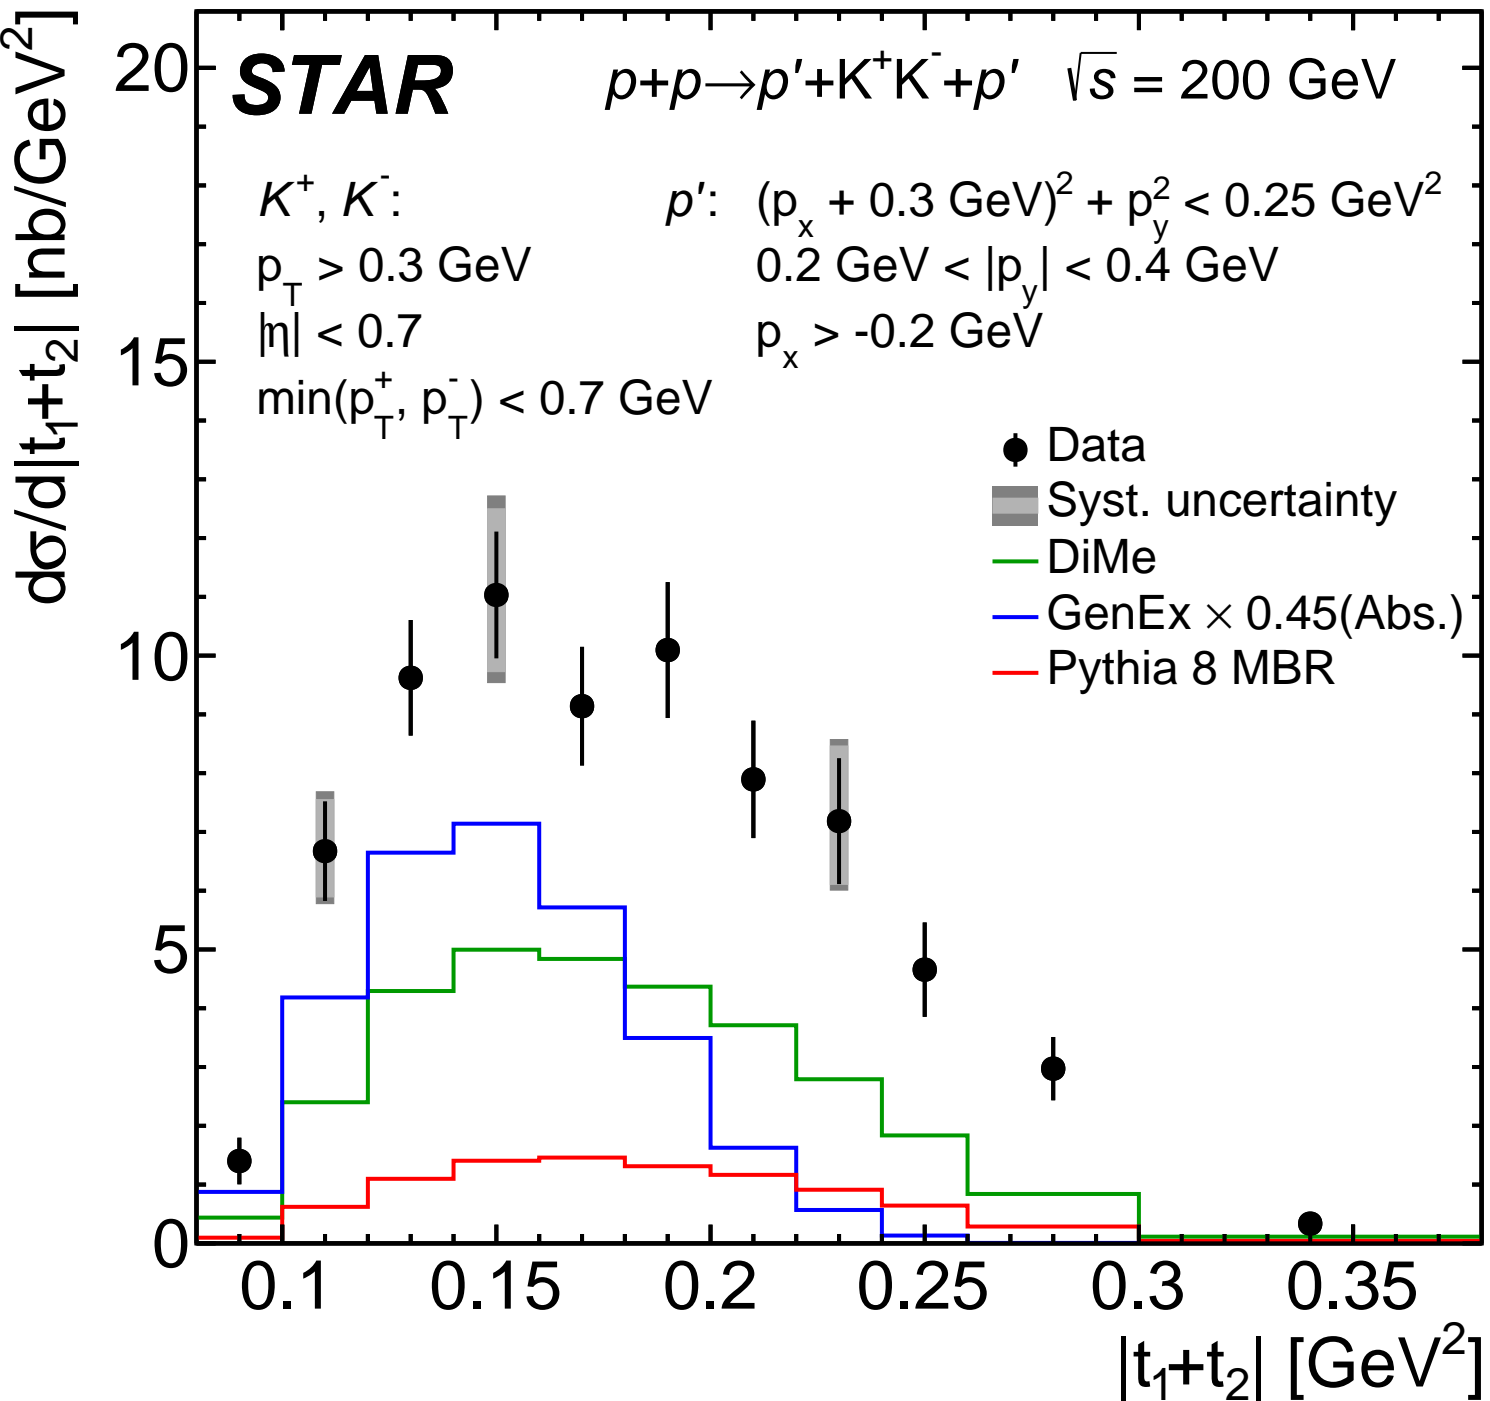 dσ/d|t₁+t₂| [nb/GeV²]
STAR p+p→p′+K⁺K⁻+p′ √s = 200 GeV
K⁺, K⁻: p′: (pₓ + 0.3 GeV)² + p_y² < 0.25 GeV²
p_T > 0.3 GeV 0.2 GeV < |p_y| < 0.4 GeV
|η| < 0.7 pₓ > -0.2 GeV
min(p_T⁺, p_T⁻) < 0.7 GeV
Data
Syst. uncertainty
DiMe
GenEx × 0.45(Abs.)
Pythia 8 MBR
20
15
10
5
0
0.1 0.15 0.2 0.25 0.3 0.35
|t₁+t₂| [GeV²]